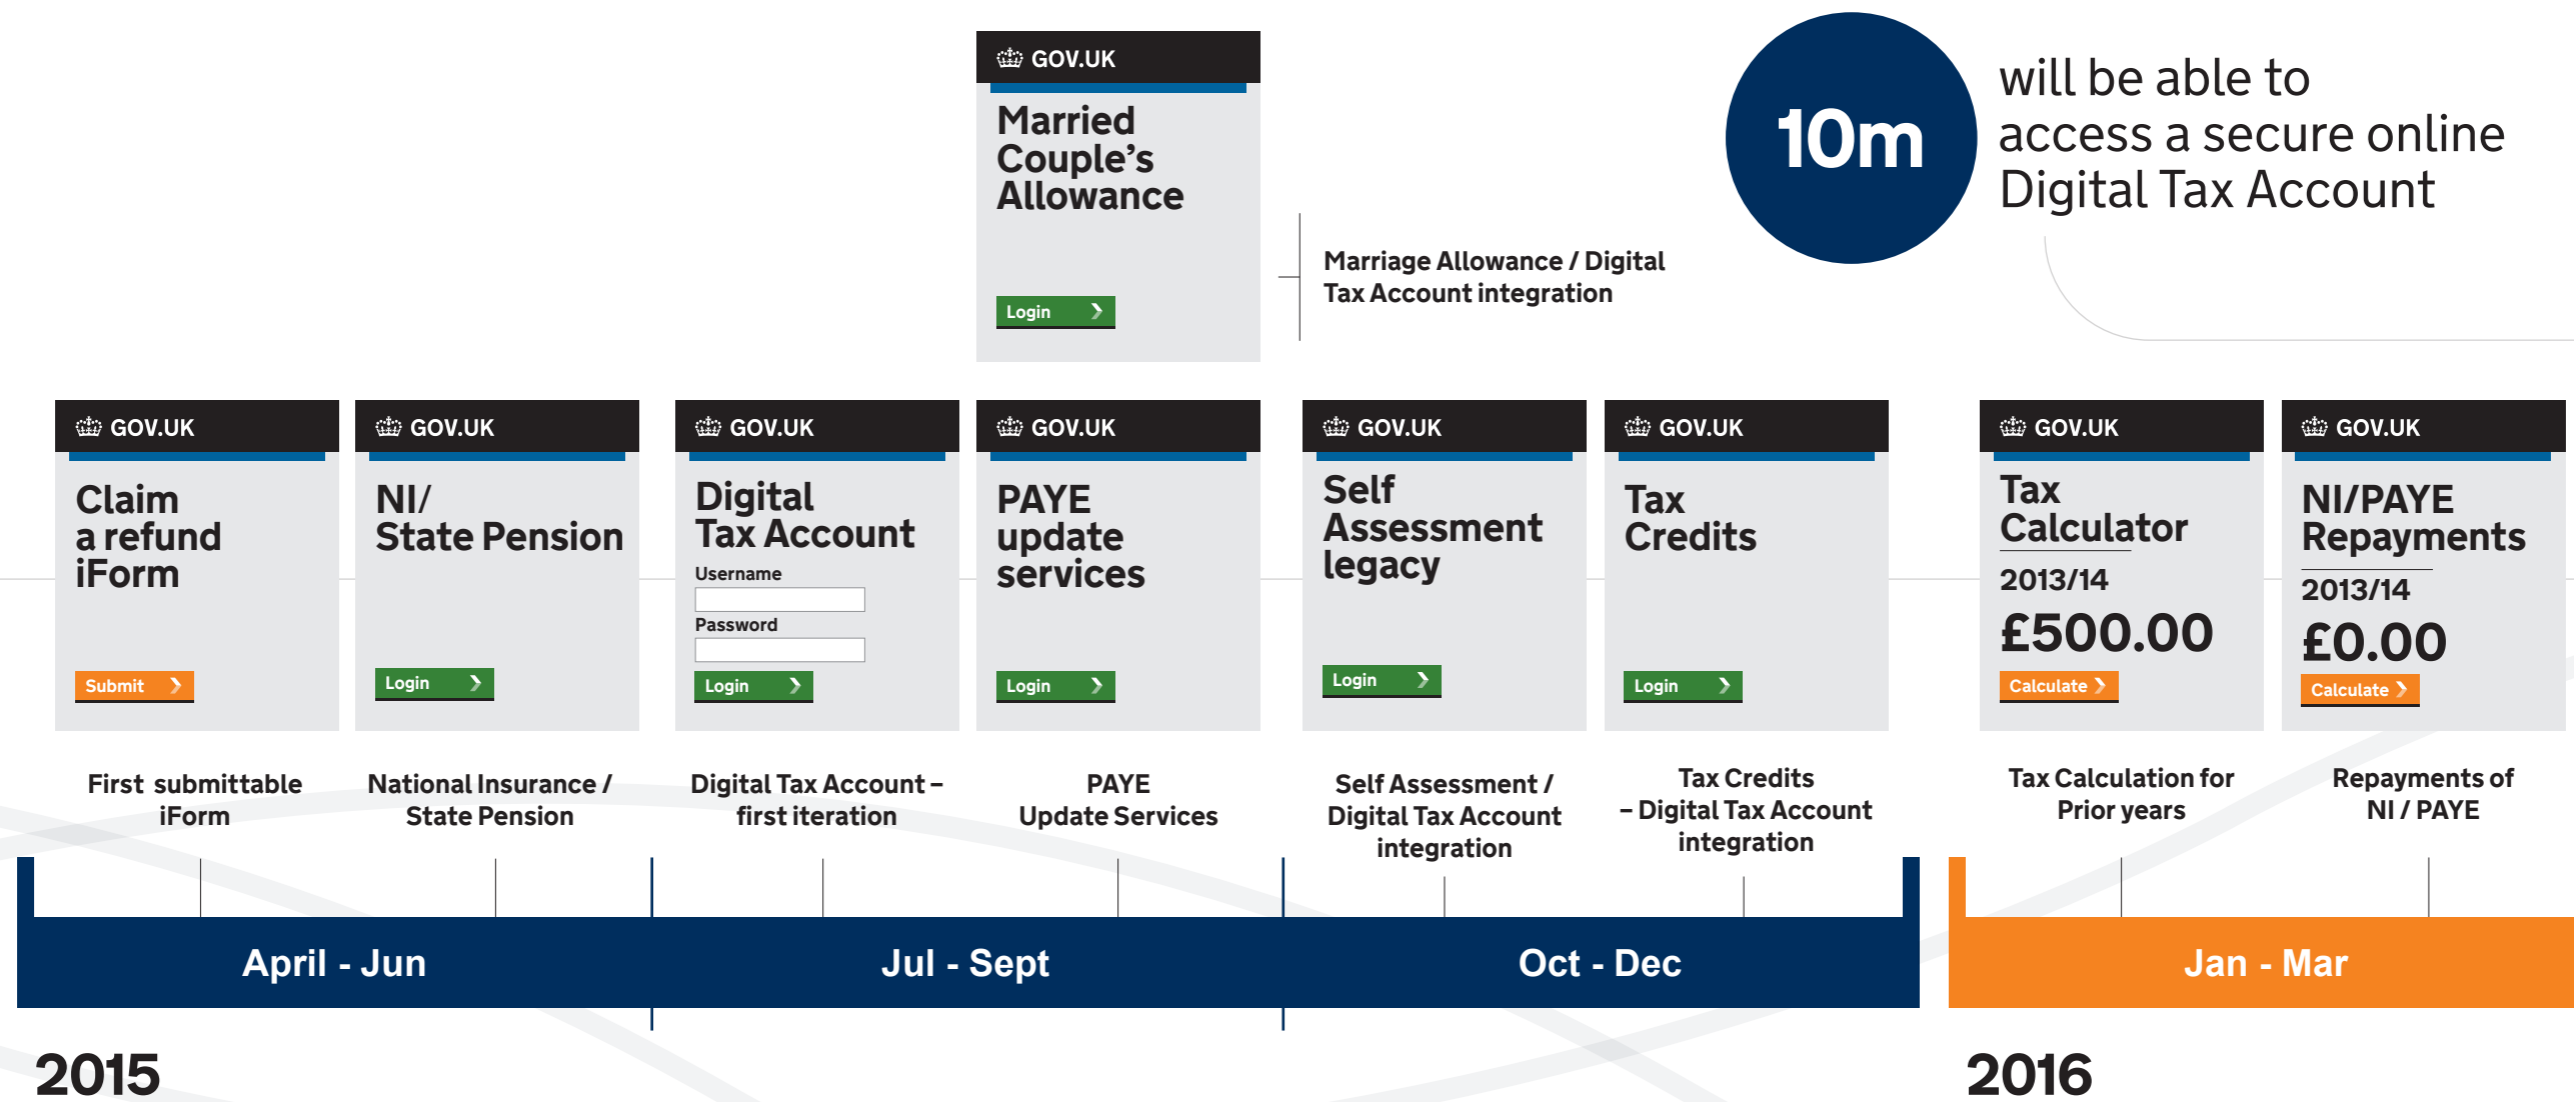 GOV.UK
Married
Couple’s
Allowance
Login
Marriage Allowance / Digital
Tax Account integration
10m
will be able to
access a secure online
Digital Tax Account
GOV.UK
Claim
a refund
iForm
Submit
First submittable
iForm
GOV.UK
NI/
State Pension
Login
National Insurance /
State Pension
GOV.UK
Digital
Tax Account
Username
Password
Login
Digital Tax Account –
first iteration
GOV.UK
PAYE
update
services
Login
PAYE
Update Services
GOV.UK
Self
Assessment
legacy
Login
Self Assessment /
Digital Tax Account
integration
GOV.UK
Tax
Credits
Login
Tax Credits
– Digital Tax Account
integration
GOV.UK
Tax
Calculator
2013/14
£500.00
Calculate
Tax Calculation for
Prior years
GOV.UK
NI/PAYE
Repayments
2013/14
£0.00
Calculate
Repayments of
NI / PAYE
April - Jun
Jul - Sept
Oct - Dec
Jan - Mar
2015
2016